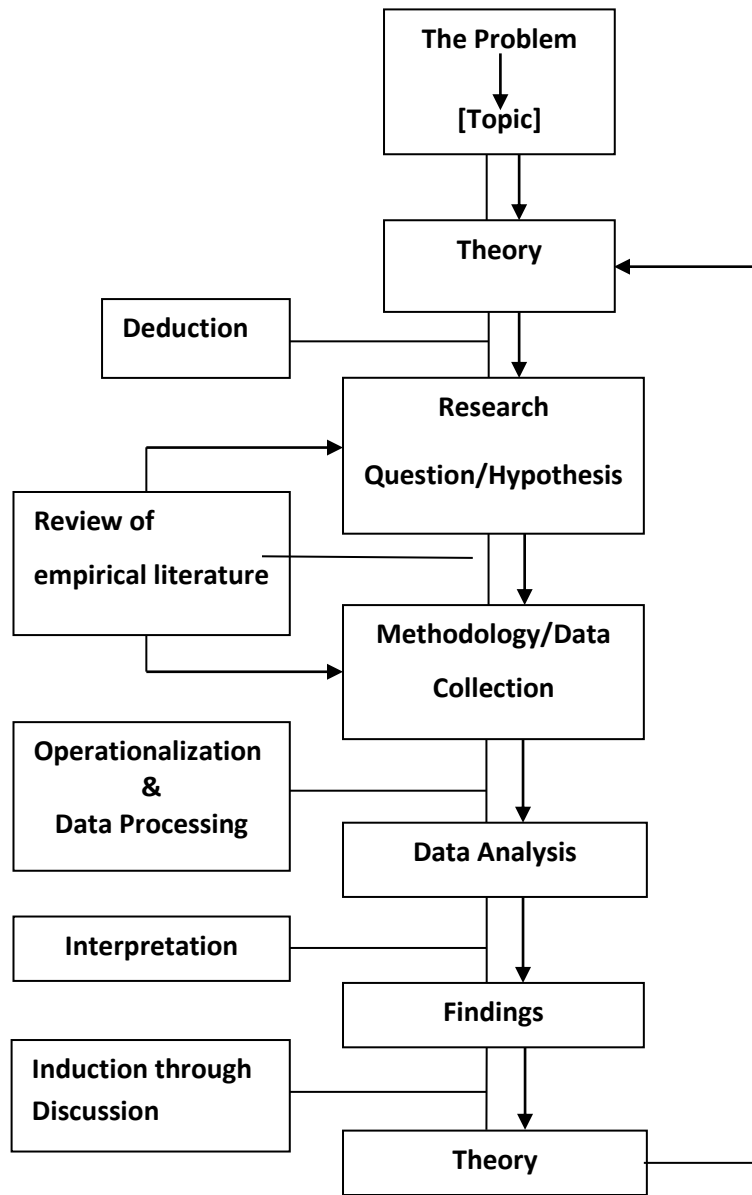 The Problem
[Topic]
Theory
Deduction
Research
Question/Hypothesis
Review of
empirical literature
Methodology/Data
Collection
Operationalization
&
Data Processing
Data Analysis
Interpretation
Findings
Induction through
Discussion
Theory